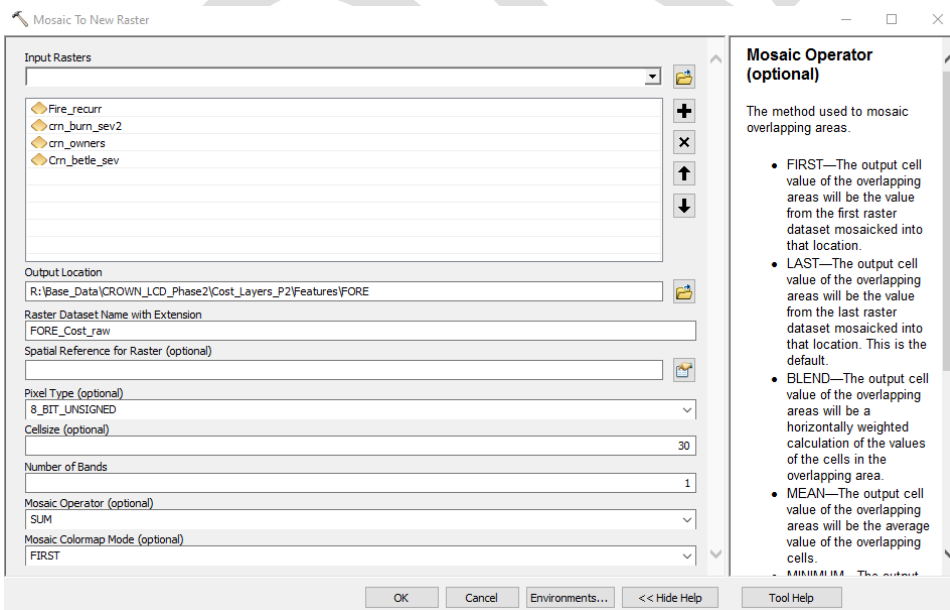 Mosaic To New Raster
Input Rasters
Fire_recurr
crn_burn_sev2
crn_owners
Crn_betle_sev
Output Location
R:\Base_Data\CROWN_LCD_Phase2\Cost_Layers_P2\Features\FORE
Raster Dataset Name with Extension
FORE_Cost_raw
Spatial Reference for Raster (optional)
Pixel Type (optional)
8_BIT_UNSIGNED
Cellsize (optional)
30
Number of Bands
1
Mosaic Operator (optional)
SUM
Mosaic Colormap Mode (optional)
FIRST
OK Cancel Environments... << Hide Help Tool Help
Mosaic Operator
(optional)
The method used to mosaic
overlapping areas.
• FIRST—The output cell
value of the overlapping
areas will be the value
from the first raster
dataset mosaicked into
that location.
• LAST—The output cell
value of the overlapping
areas will be the value
from the last raster
dataset mosaicked into
that location. This is the
default.
• BLEND—The output cell
value of the overlapping
areas will be a
horizontally weighted
calculation of the values
of the cells in the
overlapping area.
• MEAN—The output cell
value of the overlapping
areas will be the average
value of the overlapping
cells.
• MINIMUM—The output